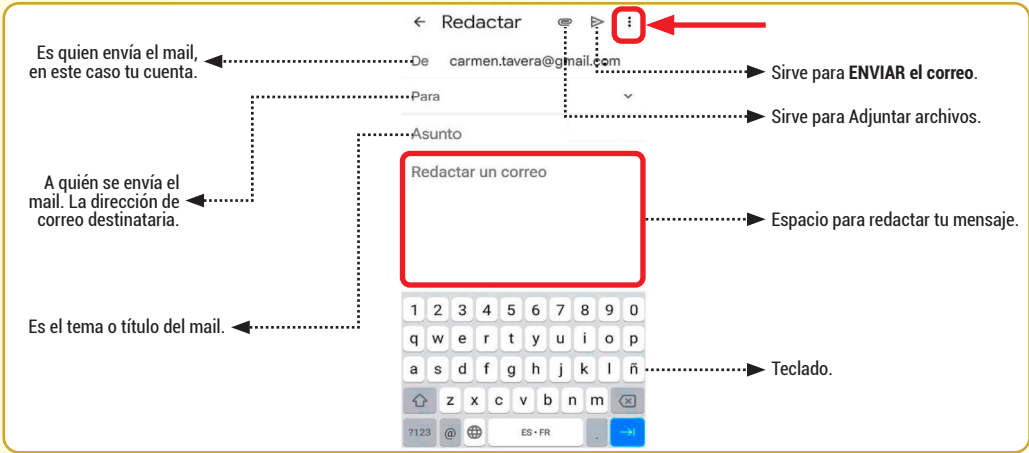 Redactar
De carmen.tavera@gmail.com
Para
Asunto
Redactar un correo
Es quien envía el mail,
en este caso tu cuenta.
A quién se envía el
mail. La dirección de
correo destinataria.
Es el tema o título del mail.
Sirve para ENVIAR el correo.
Sirve para Adjuntar archivos.
Espacio para redactar tu mensaje.
Teclado.
1 2 3 4 5 6 7 8 9 0
q w e r t y u i o p
a s d f g h j k l ñ
z x c v b n m
?123 @ ES • FR .